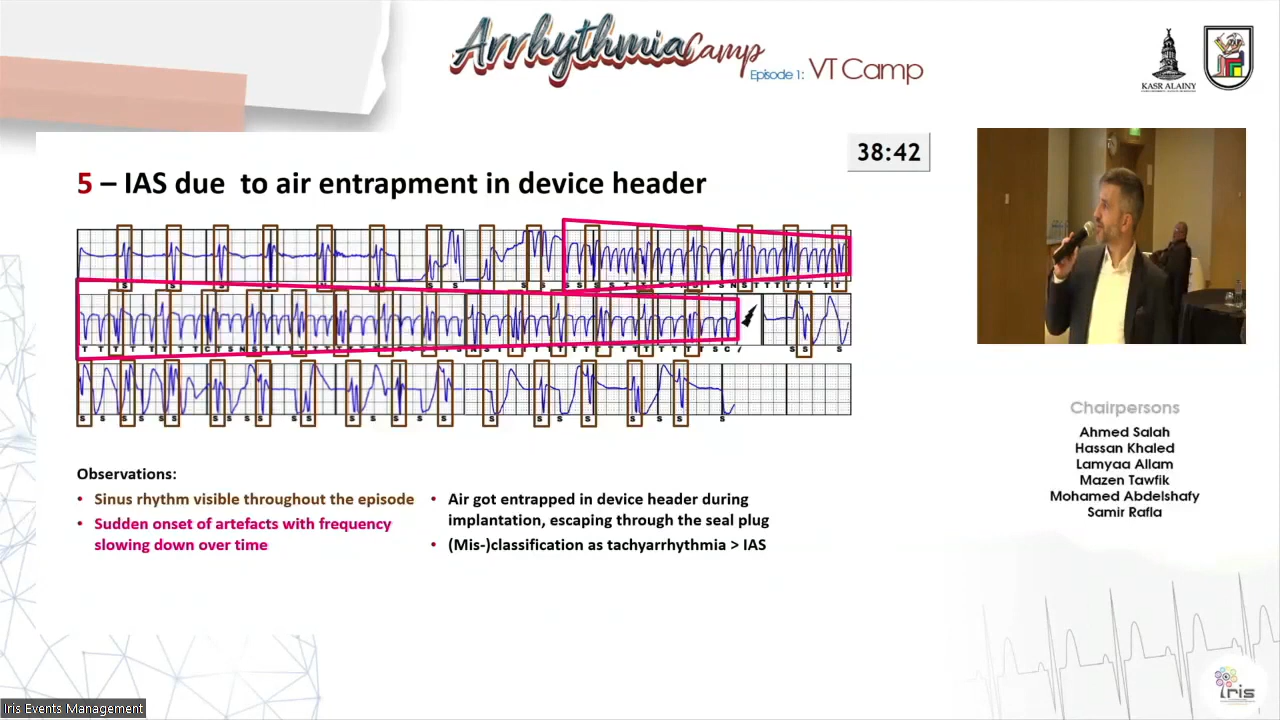 Arrhythmia Camp
Episode 1: VT Camp
KASR ALAINY
38:42
5 – IAS due to air entrapment in device header
Observations:
• Sinus rhythm visible throughout the episode
• Sudden onset of artefacts with frequency
slowing down over time
• Air got entrapped in device header during
implantation, escaping through the seal plug
• (Mis-)classification as tachyarrhythmia > IAS
Chairpersons
Ahmed Salah
Hassan Khaled
Lamyaa Allam
Mazen Tawfik
Mohamed Abdelshafy
Samir Rafla
Iris Events Management
Iris